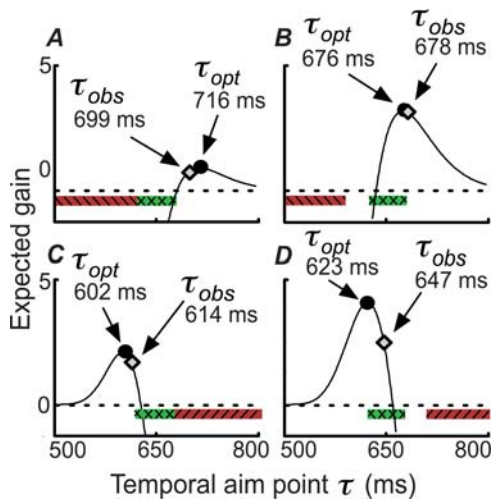 A
B
5
0
Expected gain
τobs
699 ms
τopt
716 ms
τopt
676 ms
τobs
678 ms
C
D
5
0
τopt
602 ms
τobs
614 ms
τopt
623 ms
τobs
647 ms
500 650 800
500 650 800
Temporal aim point τ (ms)